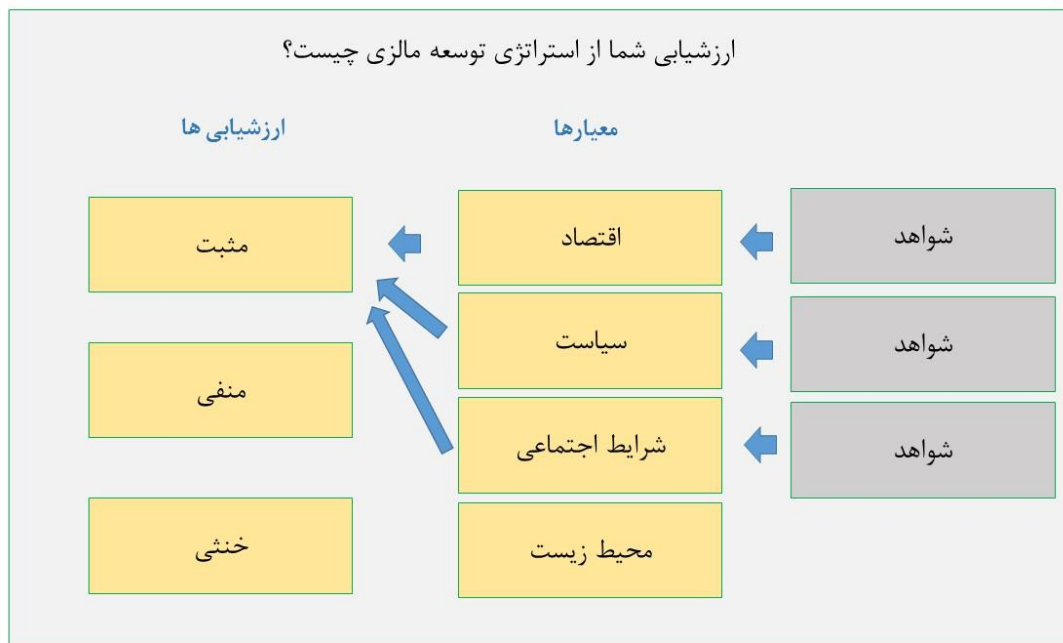 ارزشیابی شما از استراتژی توسعه مالزی چیست؟
معیارها
ارزشیابی ها
شواهد
اقتصاد
مثبت
شواهد
سیاست
منفی
شواهد
شرایط اجتماعی
محیط زیست
خنثی